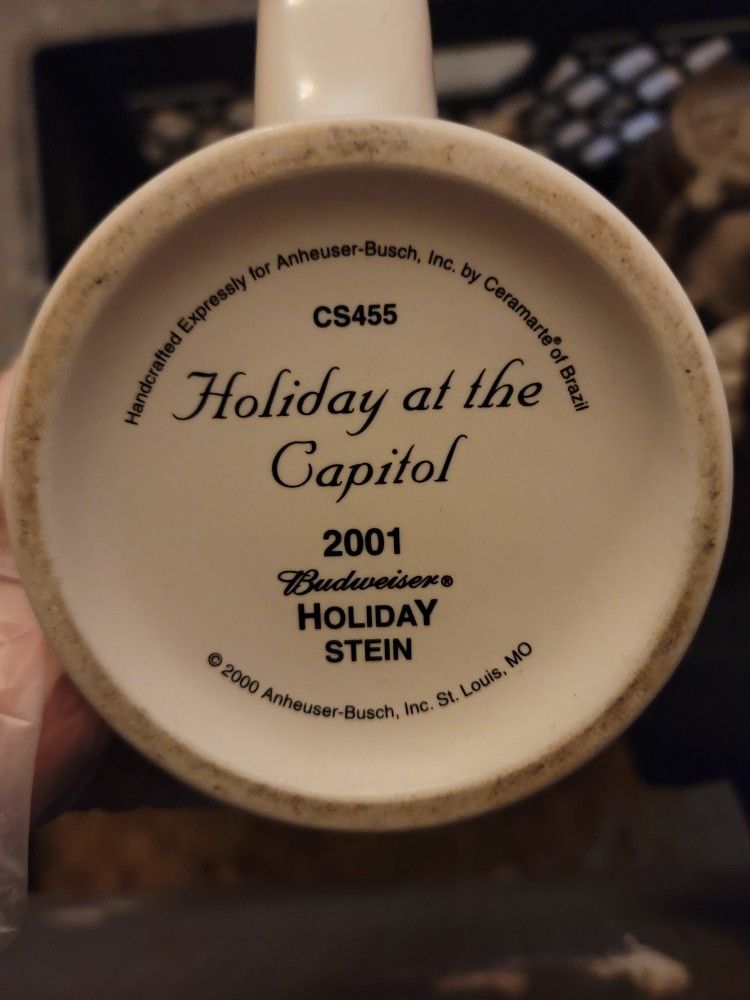 Handcrafted Expressly for Anheuser-Busch, Inc. by Ceramarte® of Brazil
CS455
Holiday at the
Capitol
2001
Budweiser®
HOLIDAY
STEIN
© 2000 Anheuser-Busch, Inc. St. Louis, MO